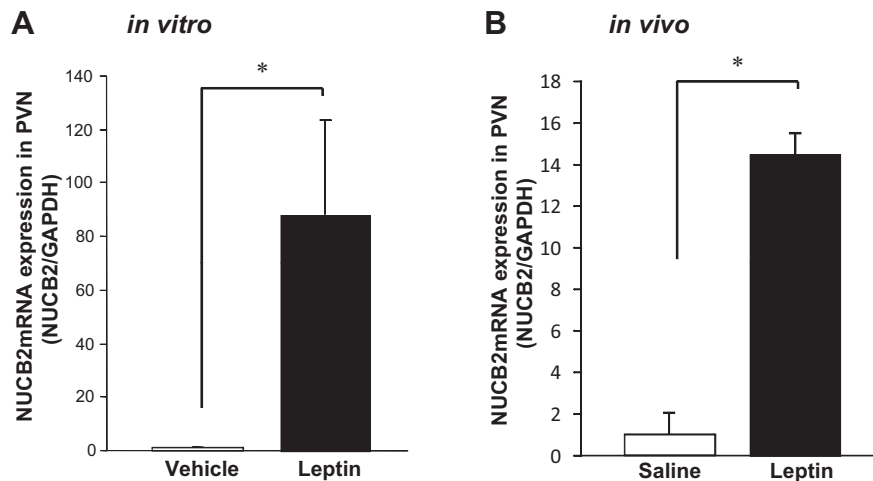 A in vitro
*
NUCB2mRNA expression in PVN
(NUCB2/GAPDH)
140
120
100
80
60
40
20
0
Vehicle Leptin
B in vivo
*
NUCB2mRNA expression in PVN
(NUCB2/GAPDH)
18
16
14
12
10
8
6
4
2
0
Saline Leptin